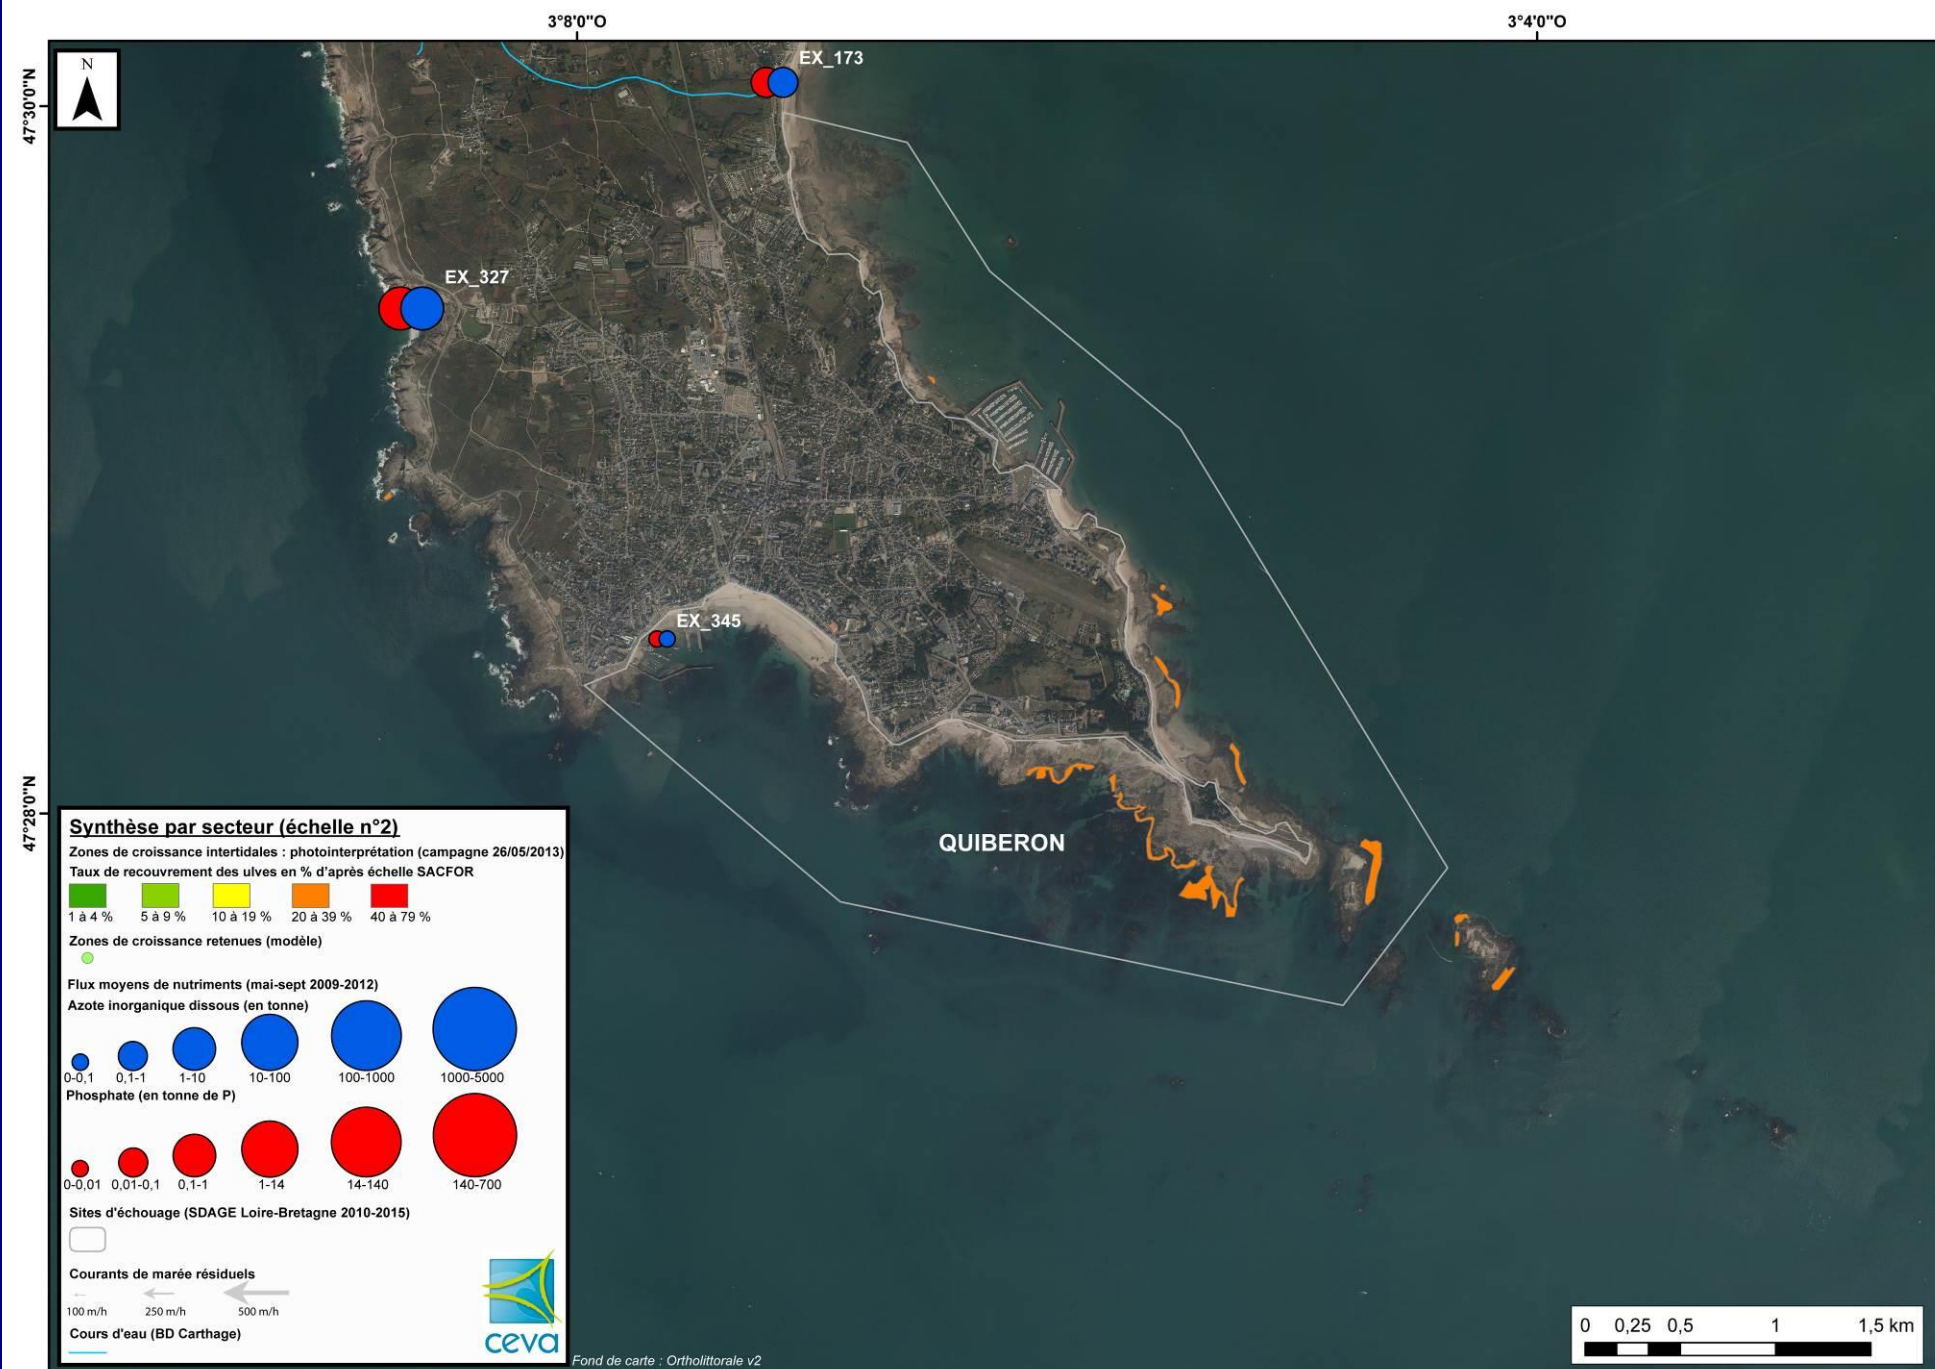 3°8'0"O
3°4'0"O
47°30'0"N
47°28'0"N
N
EX_173
EX_327
EX_345
QUIBERON
Synthèse par secteur (échelle n°2)
Zones de croissance intertidales : photointerprétation (campagne 26/05/2013)
Taux de recouvrement des ulves en % d'après échelle SACFOR
1 à 4 % 5 à 9 % 10 à 19 % 20 à 39 % 40 à 79 %
Zones de croissance retenues (modèle)
Flux moyens de nutriments (mai-sept 2009-2012)
Azote inorganique dissous (en tonne)
0-0,1 0,1-1 1-10 10-100 100-1000 1000-5000
Phosphate (en tonne de P)
0-0,01 0,01-0,1 0,1-1 1-14 14-140 140-700
Sites d'échouage (SDAGE Loire-Bretagne 2010-2015)
Courants de marée résiduels
100 m/h 250 m/h 500 m/h
Cours d'eau (BD Carthage)
ceva
Fond de carte : Ortholittorale v2
0 0,25 0,5 1 1,5 km